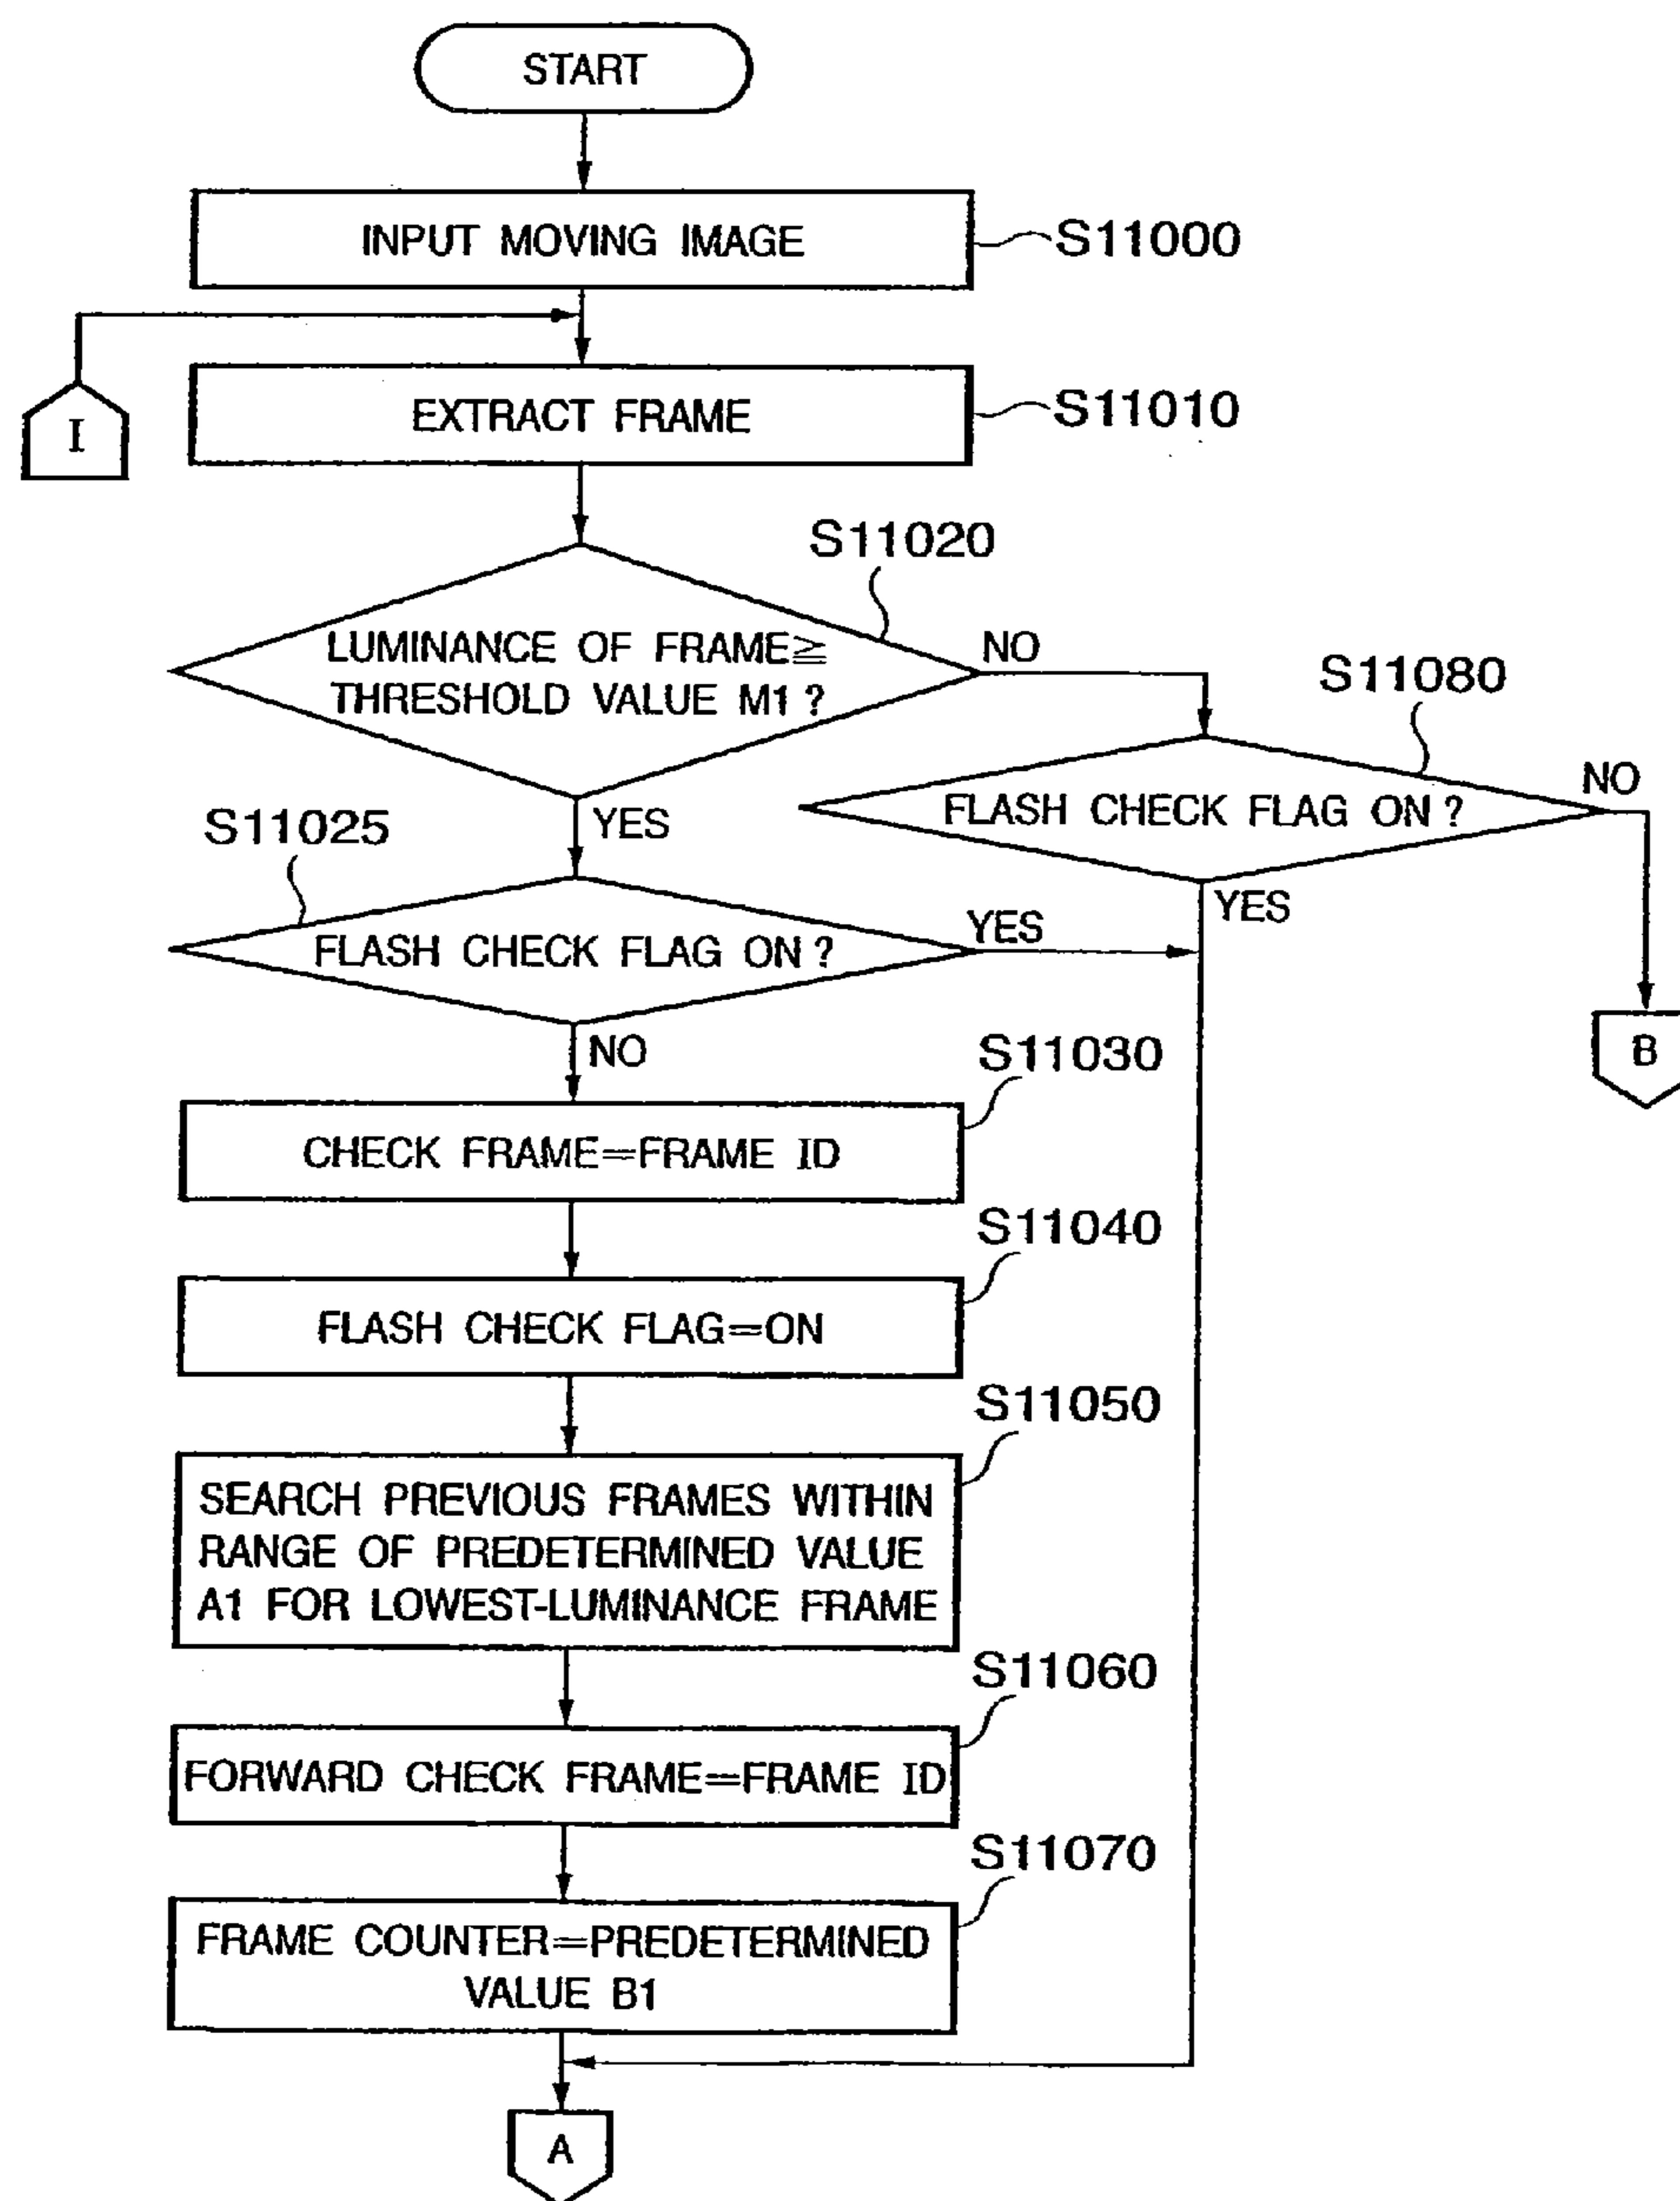 START
INPUT MOVING IMAGE
S11000
I
EXTRACT FRAME
S11010
S11020
LUMINANCE OF FRAME≧
THRESHOLD VALUE M1?
NO
S11080
FLASH CHECK FLAG ON?
NO
YES
YES
B
S11025
FLASH CHECK FLAG ON?
YES
NO
S11030
CHECK FRAME=FRAME ID
S11040
FLASH CHECK FLAG=ON
S11050
SEARCH PREVIOUS FRAMES WITHIN
RANGE OF PREDETERMINED VALUE
A1 FOR LOWEST-LUMINANCE FRAME
S11060
FORWARD CHECK FRAME=FRAME ID
S11070
FRAME COUNTER=PREDETERMINED
VALUE B1
A